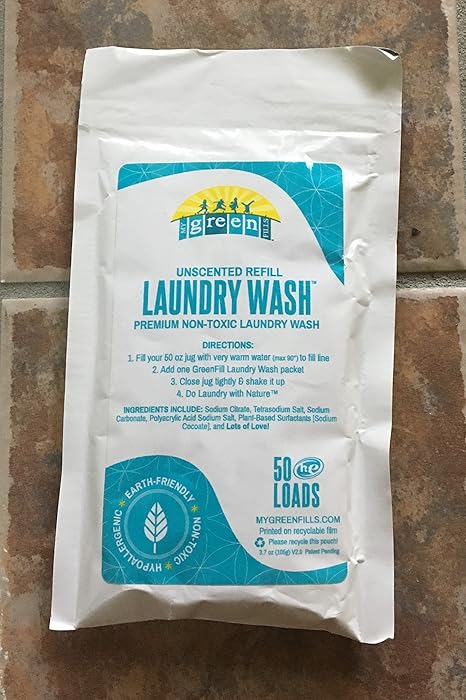 MY green FILLS
UNSCENTED REFILL
LAUNDRY WASH™
PREMIUM NON-TOXIC LAUNDRY WASH
DIRECTIONS:
1. Fill your 50 oz jug with very warm water (max 90°) to fill line
2. Add one GreenFill Laundry Wash packet
3. Close jug tightly & shake it up
4. Do Laundry with Nature™
INGREDIENTS INCLUDE: Sodium Citrate, Tetrasodium Salt, Sodium
Carbonate, Polyacrylic Acid Sodium Salt, Plant-Based Surfactants [Sodium
Cocoate], and Lots of Love!
EARTH-FRIENDLY
NON-TOXIC
HYPOALLERGENIC
50 he
LOADS
MYGREENFILLS.COM
Printed on recyclable film
Please recycle this pouch!
3.7 oz (105g) V2.0 Patent Pending